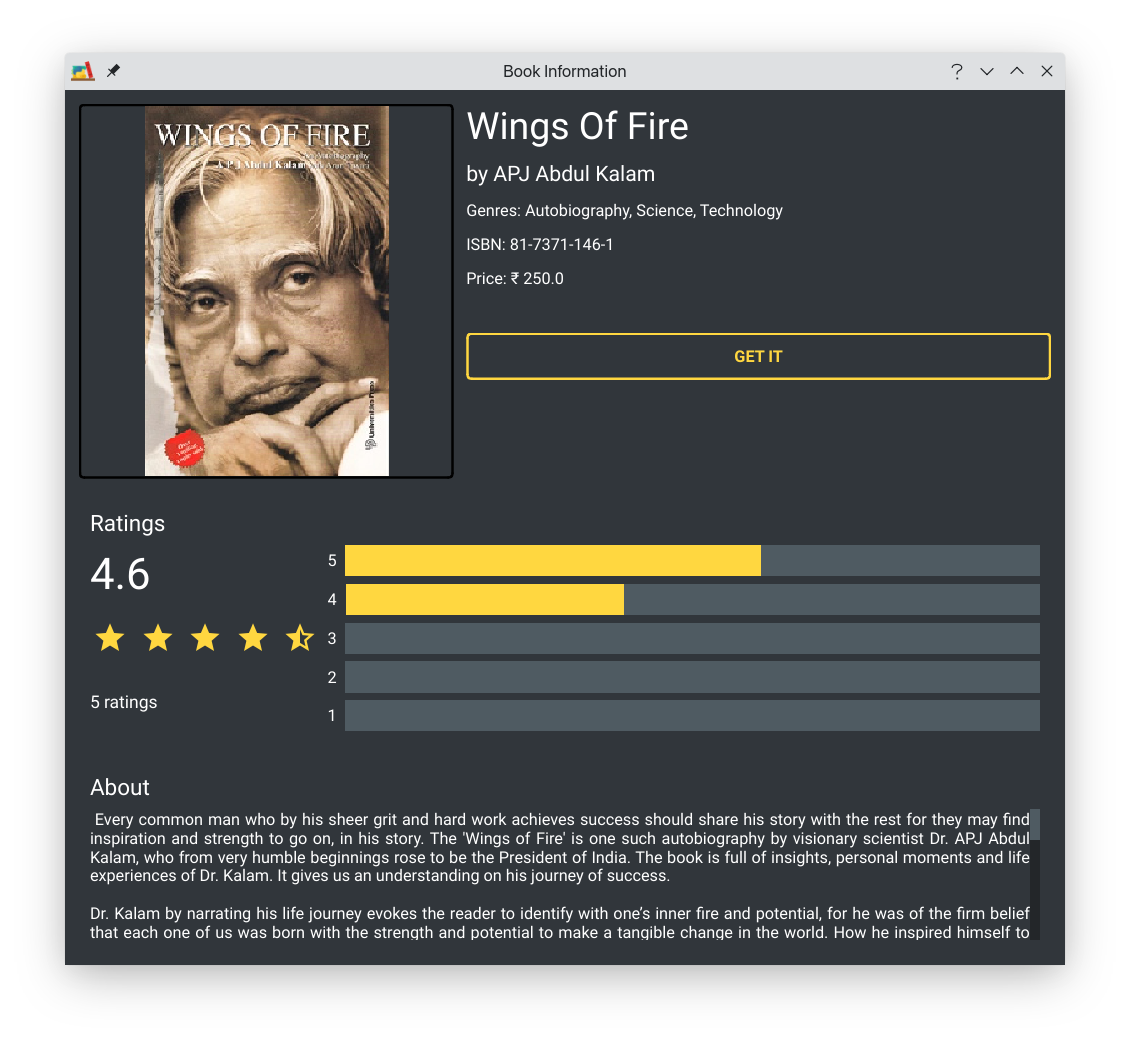 Book Information
WINGS OF FIRE
A P J Abdul Kalam
Universities Press
Wings Of Fire
by APJ Abdul Kalam
Genres: Autobiography, Science, Technology
ISBN: 81-7371-146-1
Price: ₹ 250.0
GET IT
Ratings
4.6
5 ratings
5
4
3
2
1
About
Every common man who by his sheer grit and hard work achieves success should share his story with the rest for they may find
inspiration and strength to go on, in his story. The 'Wings of Fire' is one such autobiography by visionary scientist Dr. APJ Abdul
Kalam, who from very humble beginnings rose to be the President of India. The book is full of insights, personal moments and life
experiences of Dr. Kalam. It gives us an understanding on his journey of success.
Dr. Kalam by narrating his life journey evokes the reader to identify with one’s inner fire and potential, for he was of the firm belief
that each one of us was born with the strength and potential to make a tangible change in the world. How he inspired himself to